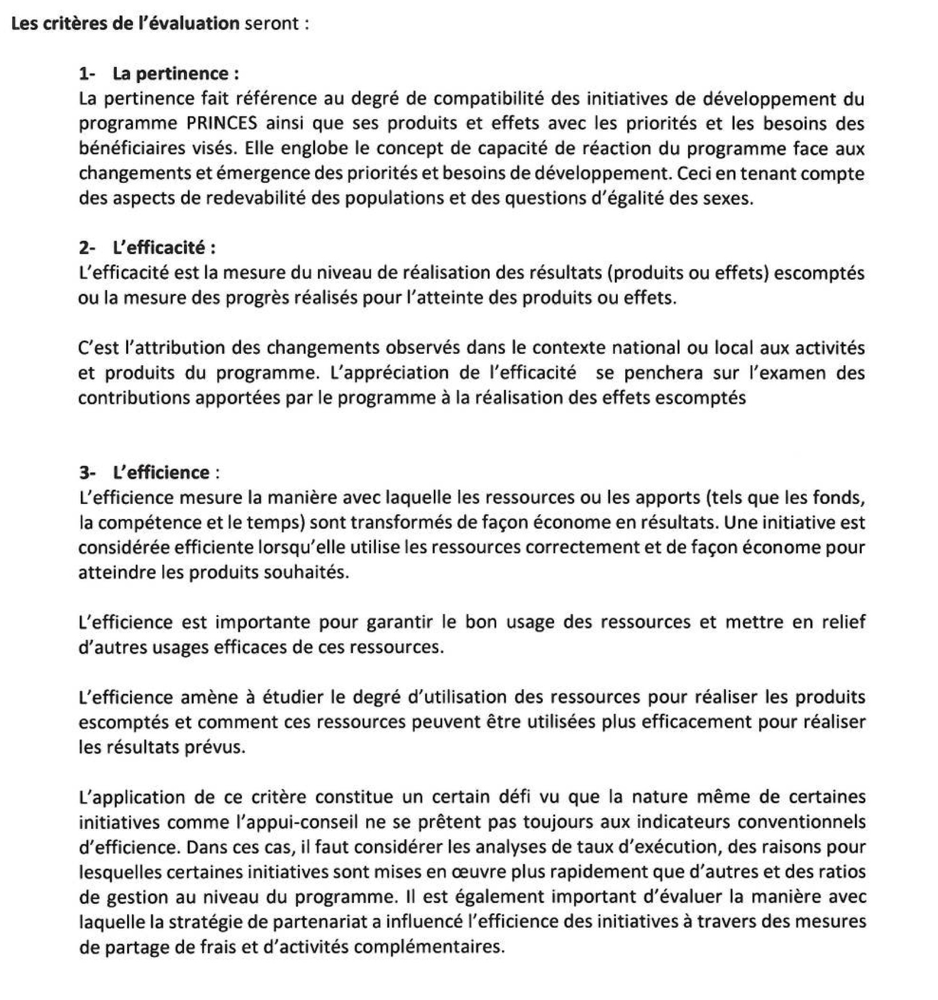 Les critères de l'évaluation seront :
1- La pertinence :
La pertinence fait référence au degré de compatibilité des initiatives de développement du
programme PRINCES ainsi que ses produits et effets avec les priorités et les besoins des
bénéficiaires visés. Elle englobe le concept de capacité de réaction du programme face aux
changements et émergence des priorités et besoins de développement. Ceci en tenant compte
des aspects de redevabilité des populations et des questions d'égalité des sexes.
2- L'efficacité :
L'efficacité est la mesure du niveau de réalisation des résultats (produits ou effets) escomptés
ou la mesure des progrès réalisés pour l'atteinte des produits ou effets.
C'est l'attribution des changements observés dans le contexte national ou local aux activités
et produits du programme. L'appréciation de l'efficacité se penchera sur l'examen des
contributions apportées par le programme à la réalisation des effets escomptés
3- L'efficience :
L'efficience mesure la manière avec laquelle les ressources ou les apports (tels que les fonds,
la compétence et le temps) sont transformés de façon économe en résultats. Une initiative est
considérée efficiente lorsqu'elle utilise les ressources correctement et de façon économe pour
atteindre les produits souhaités.
L'efficience est importante pour garantir le bon usage des ressources et mettre en relief
d'autres usages efficaces de ces ressources.
L'efficience amène à étudier le degré d'utilisation des ressources pour réaliser les produits
escomptés et comment ces ressources peuvent être utilisées plus efficacement pour réaliser
les résultats prévus.
L'application de ce critère constitue un certain défi vu que la nature même de certaines
initiatives comme l'appui-conseil ne se prêtent pas toujours aux indicateurs conventionnels
d'efficience. Dans ces cas, il faut considérer les analyses de taux d'exécution, des raisons pour
lesquelles certaines initiatives sont mises en œuvre plus rapidement que d'autres et des ratios
de gestion au niveau du programme. Il est également important d'évaluer la manière avec
laquelle la stratégie de partenariat a influencé l'efficience des initiatives à travers des mesures
de partage de frais et d'activités complémentaires.